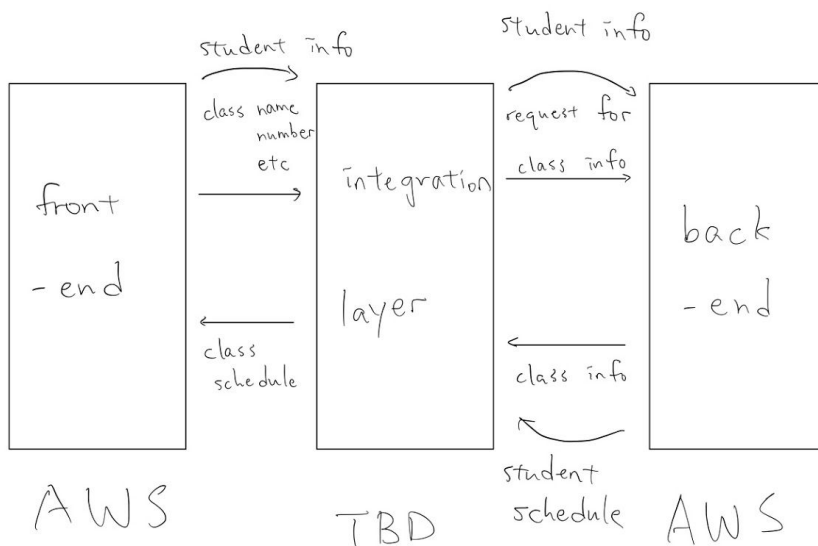 student info
class name
number
etc
front
-end
class
schedule
AWS
integration
layer
TBD
student info
request for
class info
class info
student
schedule
back
-end
AWS